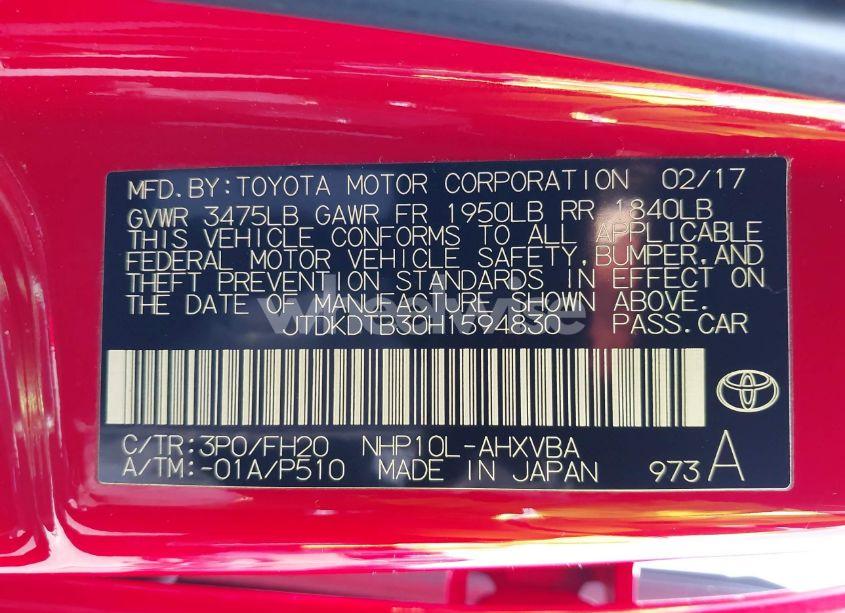 MFD.BY:TOYOTA MOTOR CORPORATION 02/17
GVWR 3475LB GAWR FR 1950LB RR 1840LB
THIS VEHICLE CONFORMS TO ALL APPLICABLE
FEDERAL MOTOR VEHICLE SAFETY,BUMPER,AND
THEFT PREVENTION STANDARDS IN EFFECT ON
THE DATE OF MANUFACTURE SHOWN ABOVE.
JTDKDTB30H1594830 PASS.CAR
C/TR:3P0/FH20 NHP10L-AHXVBA
A/TM:-01A/P510 MADE IN JAPAN 973 A